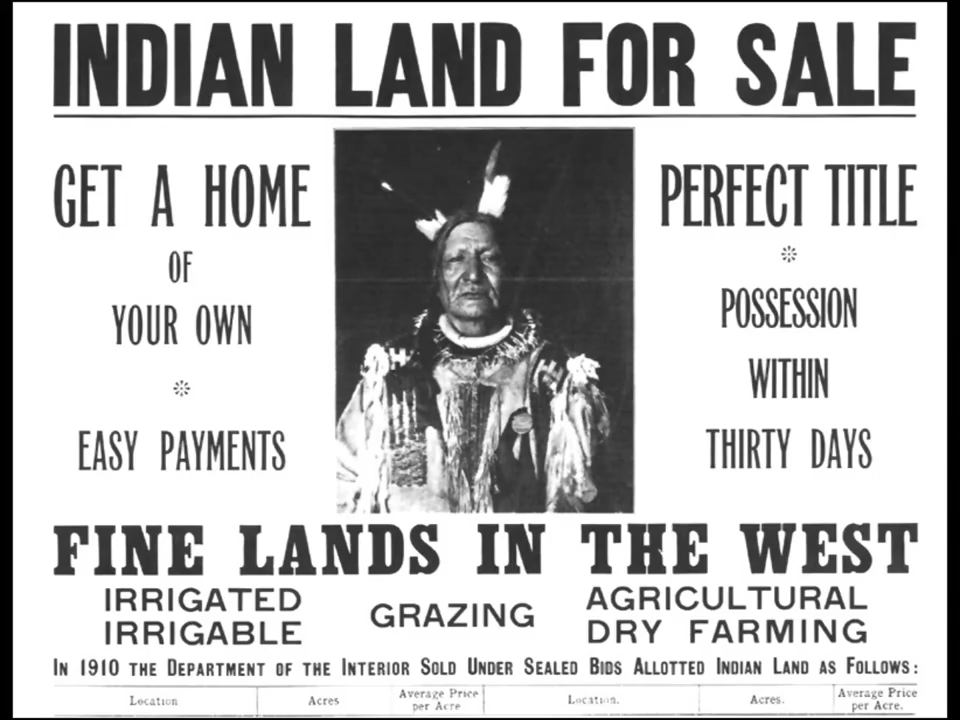 INDIAN LAND FOR SALE
GET A HOME
OF
YOUR OWN
❊
EASY PAYMENTS
PERFECT TITLE
❊
POSSESSION
WITHIN
THIRTY DAYS
FINE LANDS IN THE WEST
IRRIGATED
IRRIGABLE
GRAZING
AGRICULTURAL
DRY FARMING
IN 1910 THE DEPARTMENT OF THE INTERIOR SOLD UNDER SEALED BIDS ALLOTTED INDIAN LAND AS FOLLOWS:
Location Acres Average Price per Acre Location. Acres. Average Price per Acre.